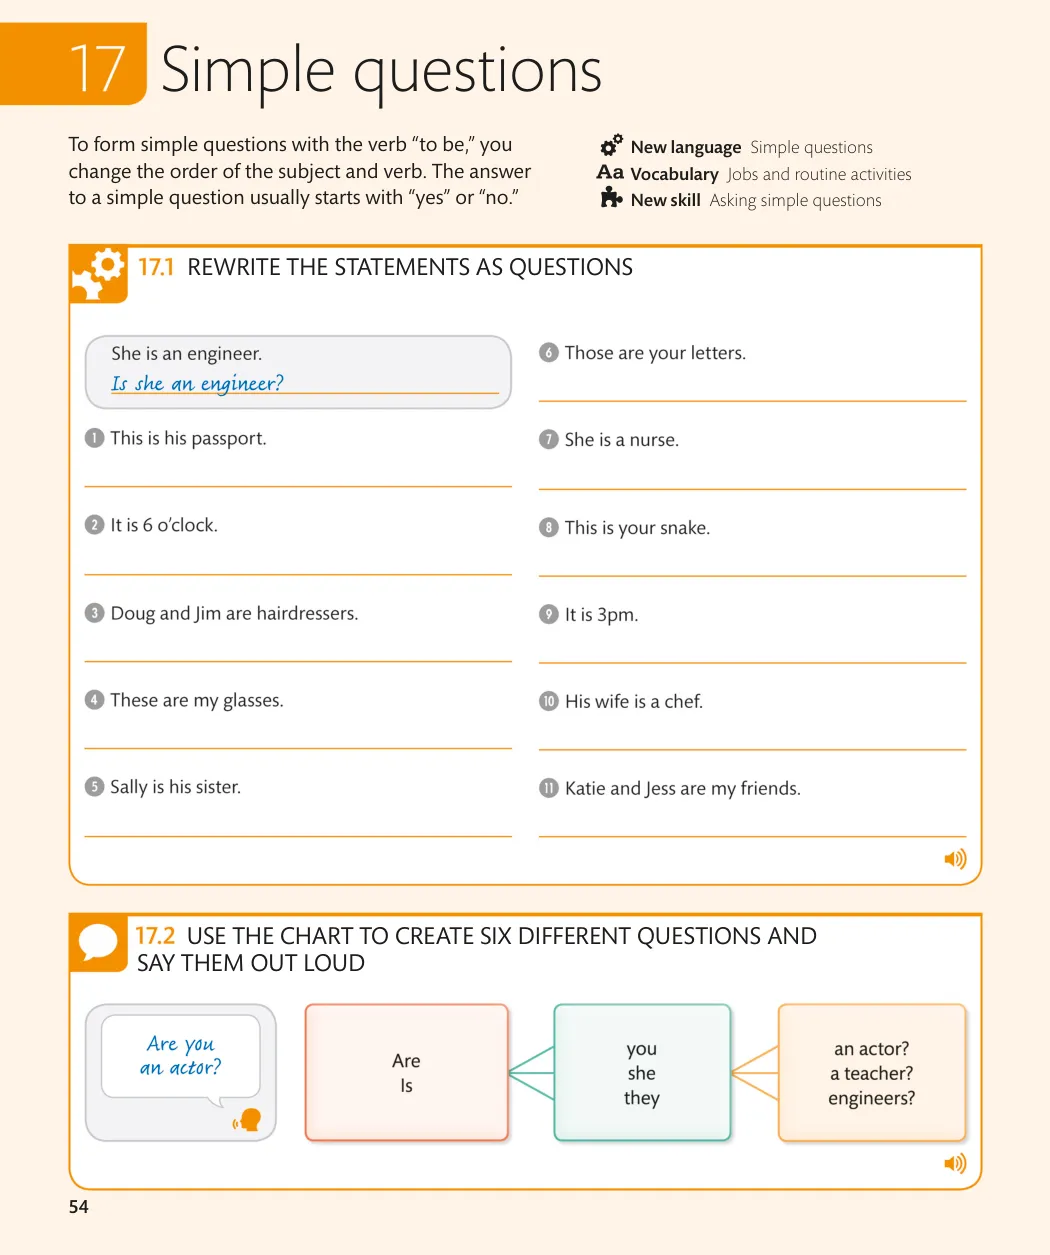 17 Simple questions
To form simple questions with the verb “to be,” you
change the order of the subject and verb. The answer
to a simple question usually starts with “yes” or “no.”
New language Simple questions
Aa Vocabulary Jobs and routine activities
New skill Asking simple questions
17.1 REWRITE THE STATEMENTS AS QUESTIONS
She is an engineer.
Is she an engineer?
1 This is his passport.
2 It is 6 o’clock.
3 Doug and Jim are hairdressers.
4 These are my glasses.
5 Sally is his sister.
6 Those are your letters.
7 She is a nurse.
8 This is your snake.
9 It is 3pm.
10 His wife is a chef.
11 Katie and Jess are my friends.
17.2 USE THE CHART TO CREATE SIX DIFFERENT QUESTIONS AND
SAY THEM OUT LOUD
Are you
an actor?
Are
Is
you
she
they
an actor?
a teacher?
engineers?
54